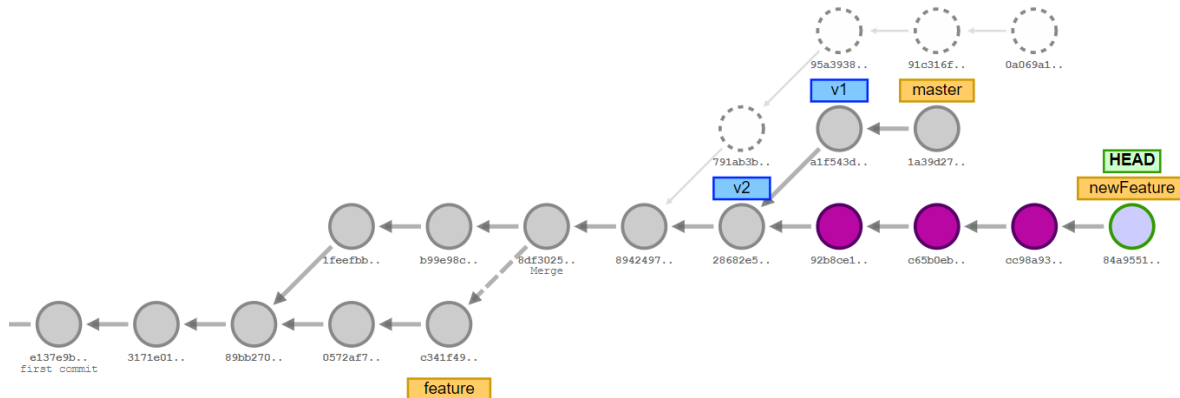 95a3938..
91c316f..
0a069a1..
v1
master
791ab3b..
a1f543d..
1a39d27..
HEAD
v2
newFeature
1feefbb..
b99e98c..
8df3025..
Merge
8942497..
28682e5..
92b8ce1..
c65b0eb..
cc98a93..
84a9551..
e137e9b..
first commit
3171e01..
89bb270..
0572af7..
c341f49..
feature